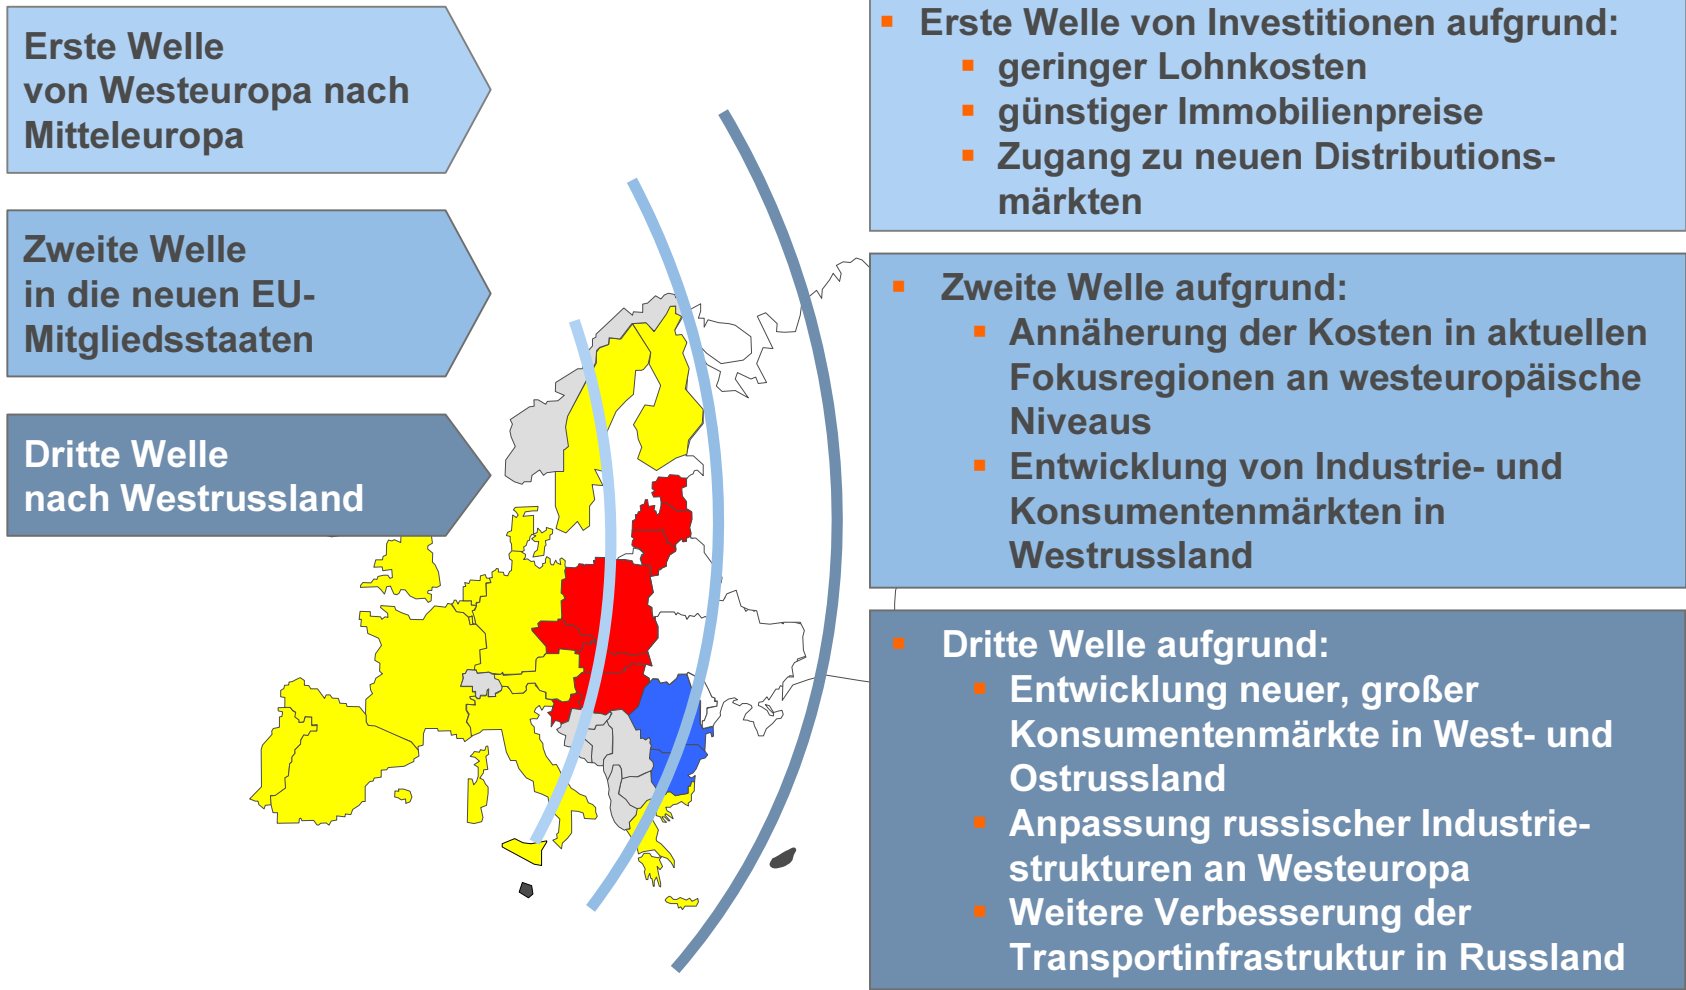 Erste Welle
von Westeuropa nach
Mitteleuropa
Zweite Welle
in die neuen EU-
Mitgliedsstaaten
Dritte Welle
nach Westrussland
Erste Welle von Investitionen aufgrund:
geringer Lohnkosten
günstiger Immobilienpreise
Zugang zu neuen Distributions-
märkten
Zweite Welle aufgrund:
Annäherung der Kosten in aktuellen
Fokusregionen an westeuropäische
Niveaus
Entwicklung von Industrie- und
Konsumentenmärkten in
Westrussland
Dritte Welle aufgrund:
Entwicklung neuer, großer
Konsumentenmärkte in West- und
Ostrussland
Anpassung russischer Industrie-
strukturen an Westeuropa
Weitere Verbesserung der
Transportinfrastruktur in Russland